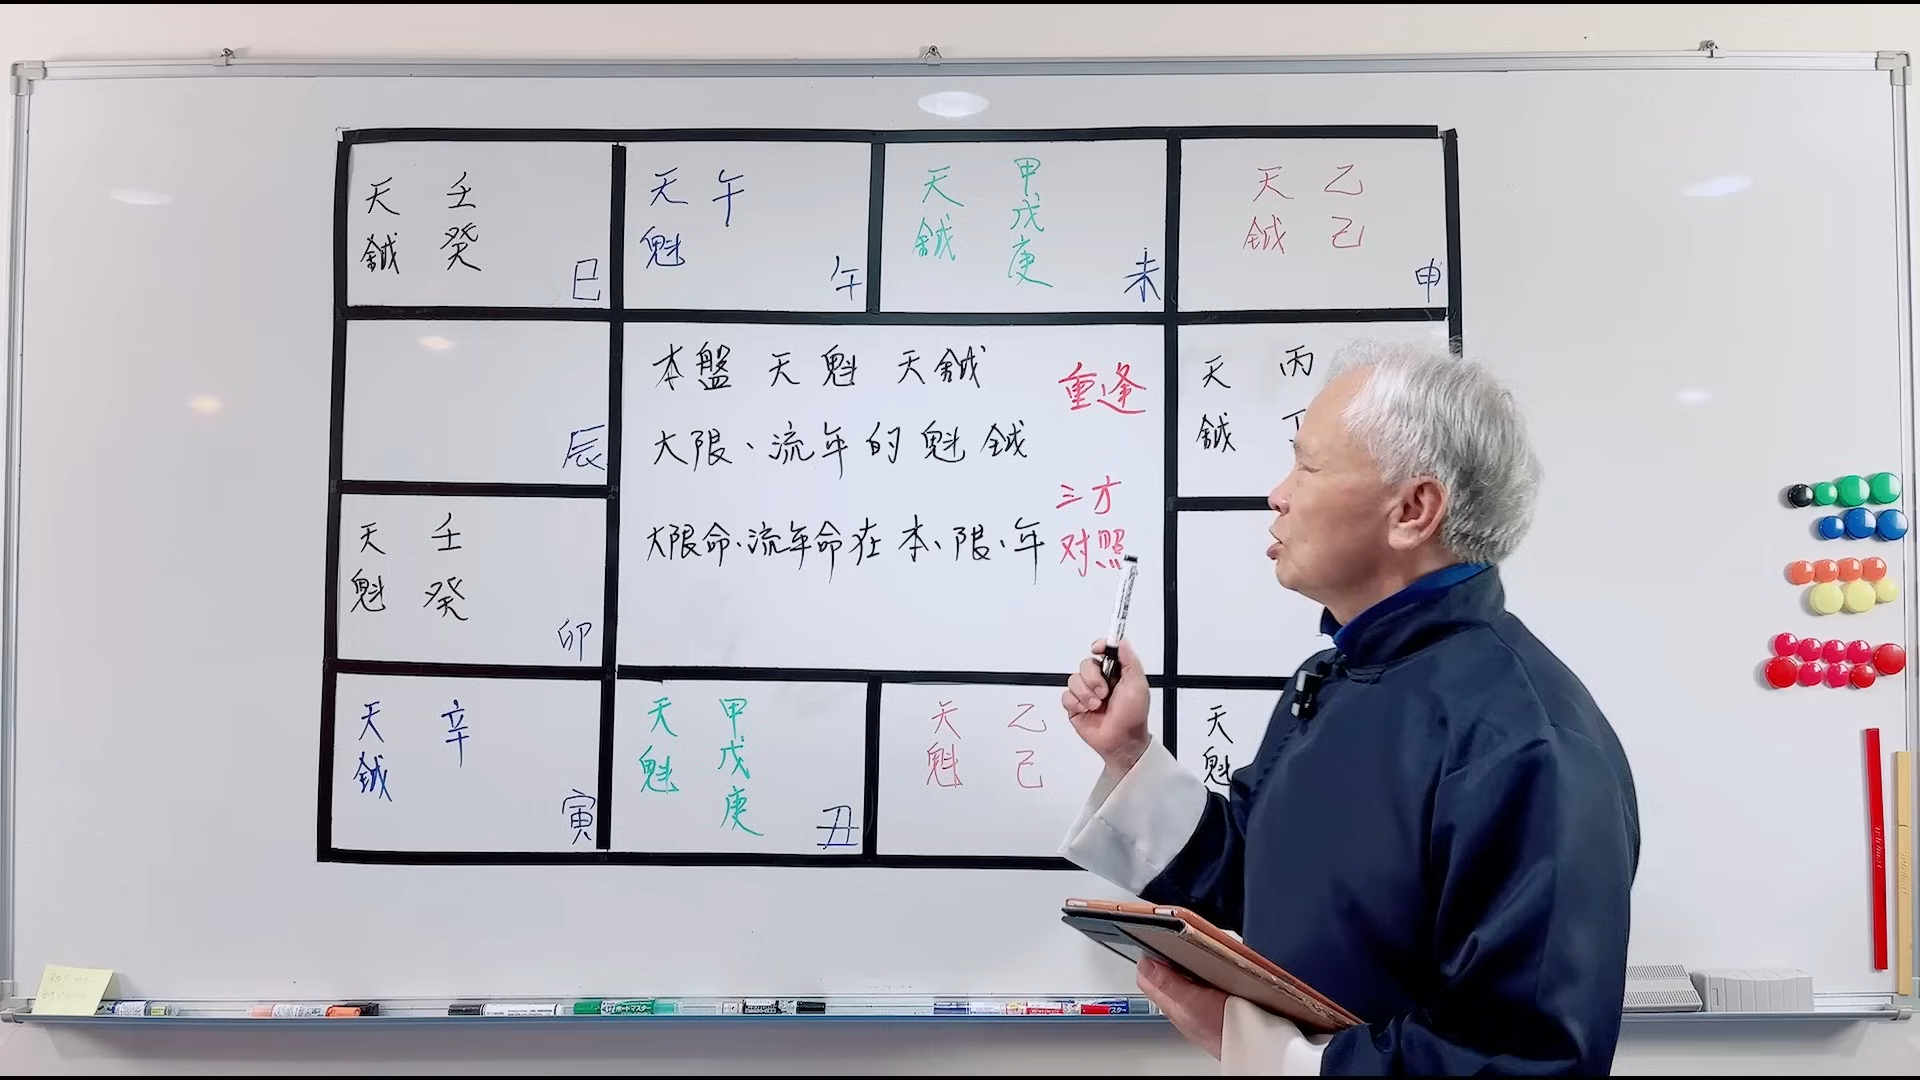 天 壬
鉞 癸
巳
天 午
魁
午
天 甲
鉞 戊
庚
未
天 乙
鉞 己
申
辰
本盤 天魁 天鉞
重逢
大限、流年的魁鉞
三方
大限命、流年命在本、限、年
对照
天 丙
鉞
天 壬
魁 癸
卯
天 辛
鉞
寅
天 甲
魁 戊
庚
丑
天 乙
魁 己
天
魁